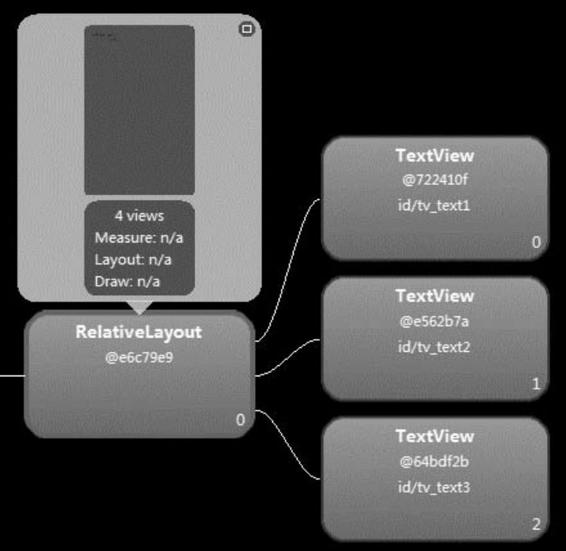 4 views
Measure: n/a
Layout: n/a
Draw: n/a
RelativeLayout
@e6c79e9
0
TextView
@722410f
id/tv_text1
0
TextView
@e562b7a
id/tv_text2
1
TextView
@64bdf2b
id/tv_text3
2